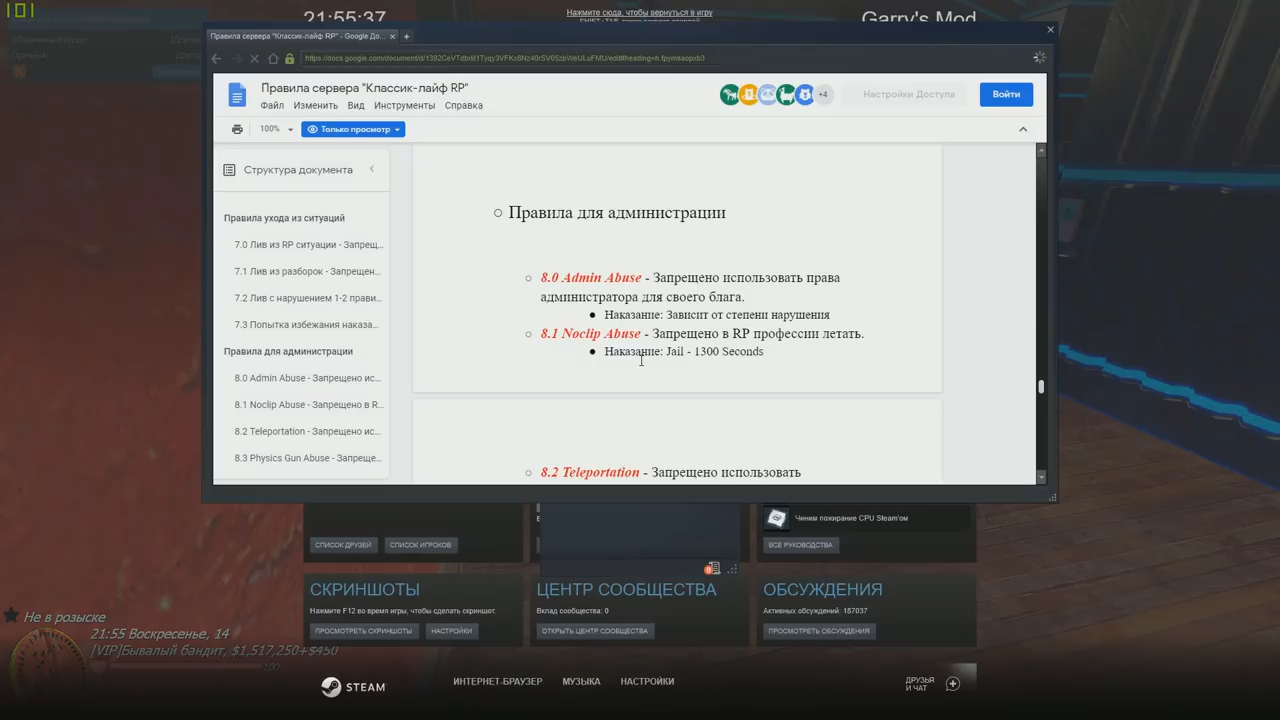 101
21:55:37
Нажмите сюда, чтобы вернуться в игру
Garry's Mod
Правила сервера "Классик-лайф RP" - Google До...
Правила сервера "Классик-лайф RP"
Файл Изменить Вид Инструменты Справка
+4
Настройки Доступа
Войти
100%
Только просмотр
Структура документа
Правила ухода из ситуаций
7.0 Лив из RP ситуации - Запрещ...
7.1 Лив из разборок - Запрещен...
7.2 Лив с нарушением 1-2 прави...
7.3 Попытка избежания наказа...
Правила для администрации
8.0 Admin Abuse - Запрещено ис...
8.1 Noclip Abuse - Запрещено в R...
8.2 Teleportation - Запрещено ис...
8.3 Physics Gun Abuse - Запреще...
Правила для администрации
8.0 Admin Abuse - Запрещено использовать права
администратора для своего блага.
Наказание: Зависит от степени нарушения
8.1 Noclip Abuse - Запрещено в RP профессии летать.
Наказание: Jail - 1300 Seconds
8.2 Teleportation - Запрещено использовать
Чиним пожирание CPU Steam'ом
СПИСОК ДРУЗЕЙ
СПИСОК ИГРОКОВ
ВСЕ РУКОВОДСТВА
8
СКРИНШОТЫ
Нажмите F12 во время игры, чтобы сделать скриншот.
ПРОСМОТРЕТЬ СКРИНШОТЫ
НАСТРОЙКИ
ЦЕНТР СООБЩЕСТВА
Вклад сообщества: 0
ОТКРЫТЬ ЦЕНТР СООБЩЕСТВА
ОБСУЖДЕНИЯ
Активных обсуждений: 187037
ПРОСМОТРЕТЬ ОБСУЖДЕНИЯ
Не в розыске
21:55 Воскресенье, 14
[VIP]Бывалый бандит, $1,517,250+$450
100
STEAM
ИНТЕРНЕТ-БРАУЗЕР
МУЗЫКА
НАСТРОЙКИ
ДРУЗЬЯ
И ЧАТ